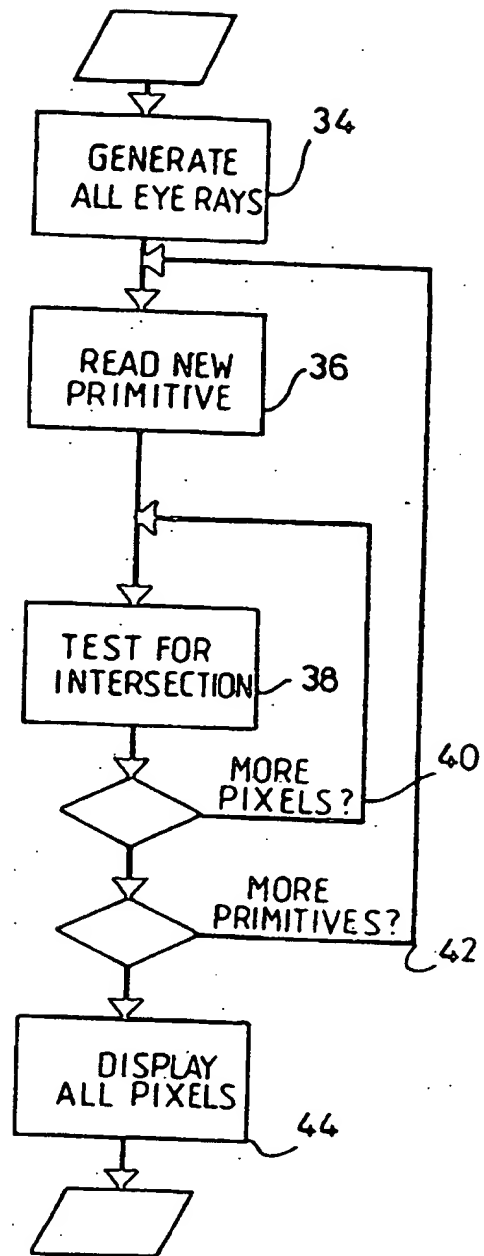 34
GENERATE
ALL EYE RAYS
READ NEW
PRIMITIVE
36
TEST FOR
INTERSECTION
38
MORE
PIXELS?
40
MORE
PRIMITIVES?
42
DISPLAY
ALL PIXELS
44